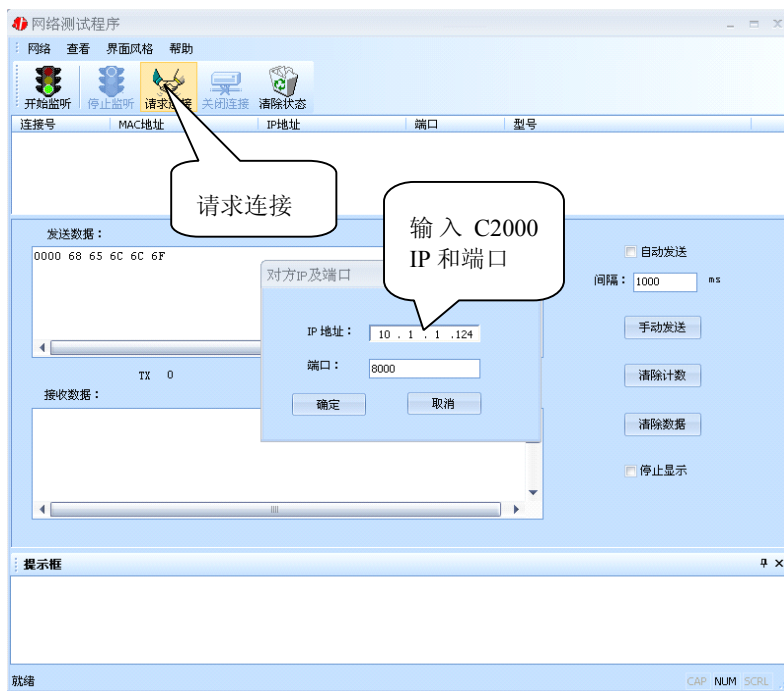 网络测试程序
网络 查看 界面风格 帮助
开始监听 停止监听 请求连接 关闭连接 清除状态
连接号 MAC地址 IP地址 端口 型号
请求连接
输入 C2000
IP 和端口
发送数据：
0000 68 65 6C 6C 6F
自动发送
间隔： 1000 ms
对方IP及端口
IP 地址： 10 . 1 . 1 .124
手动发送
端口： 8000
TX 0
清除计数
接收数据：
确定 取消
清除数据
停止显示
提示框
就绪 CAP NUM SCRL